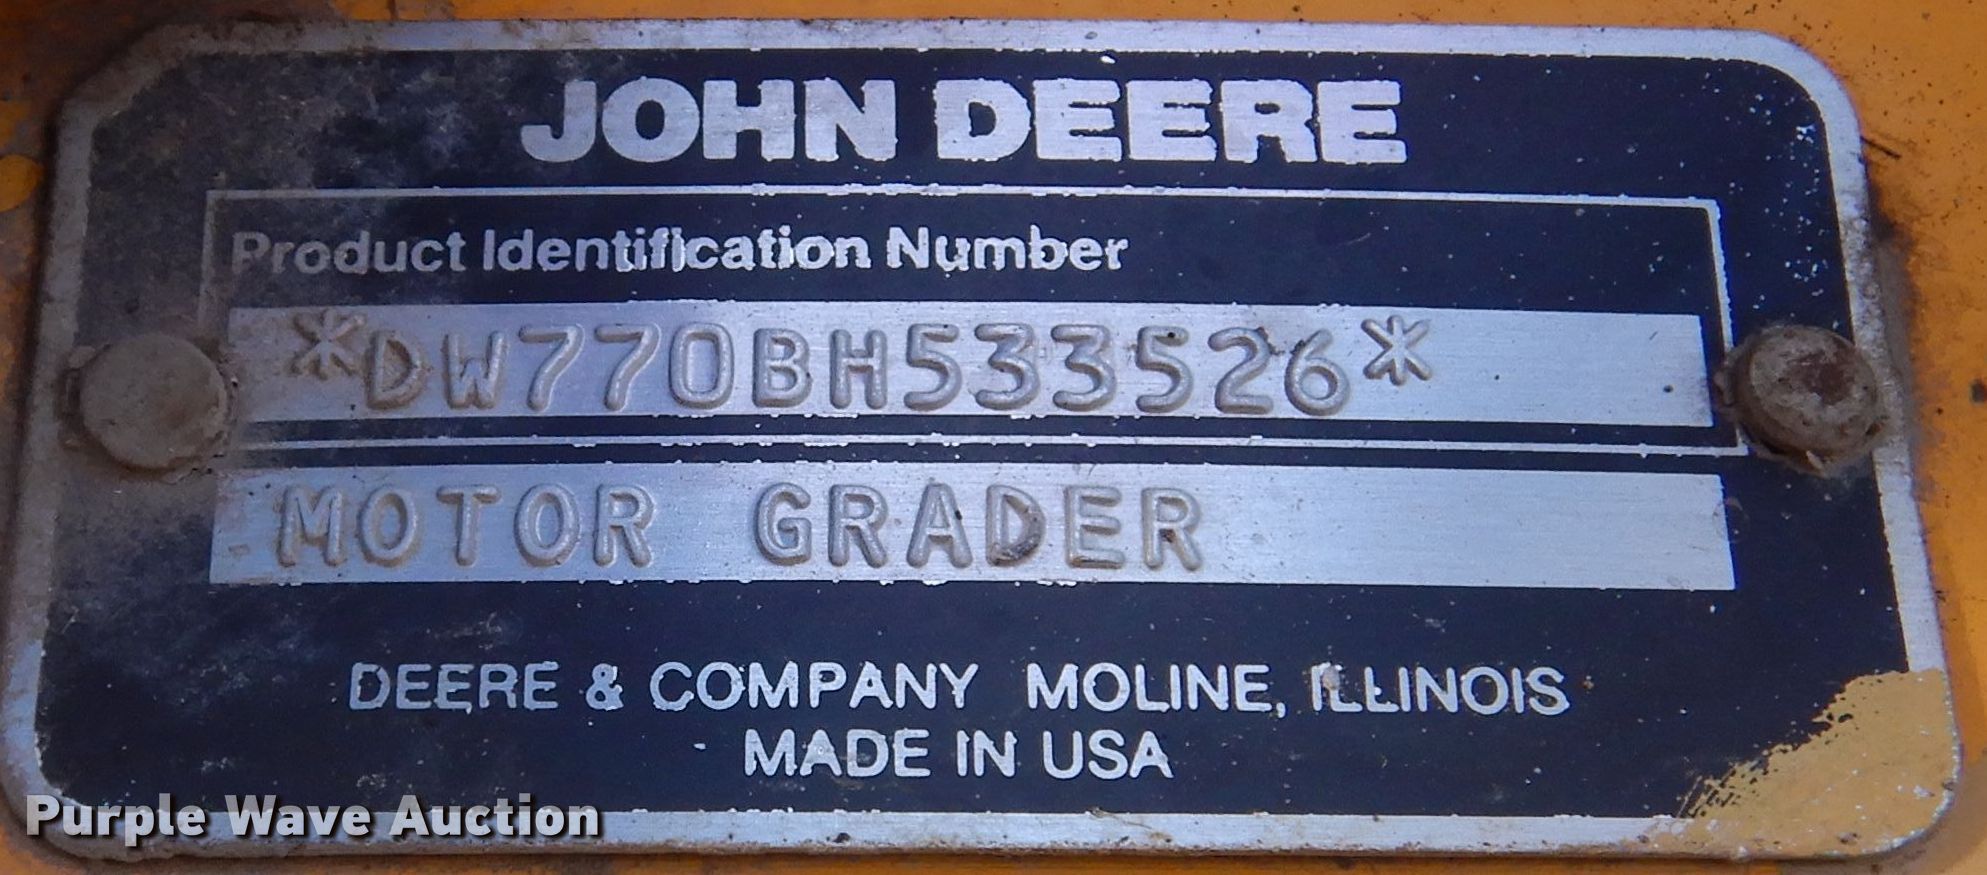 JOHN DEERE
Product Identification Number
*DW770BH533526*
MOTOR GRADER
DEERE & COMPANY MOLINE, ILLINOIS
MADE IN USA
Purple Wave Auction